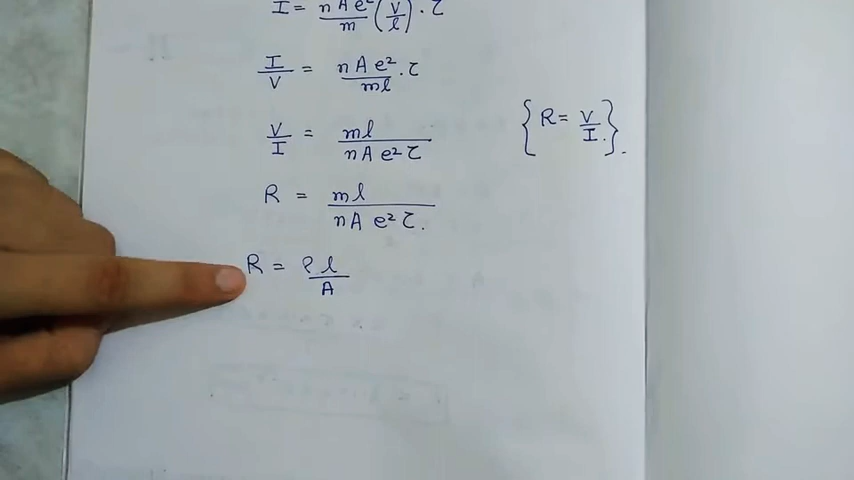 I = nAe²/m (V/l) . τ
I/V = nAe²/ml . τ
V/I = ml/nAe²τ
{R = V/I}.
R = ml/nAe²τ.
R = ρl/A